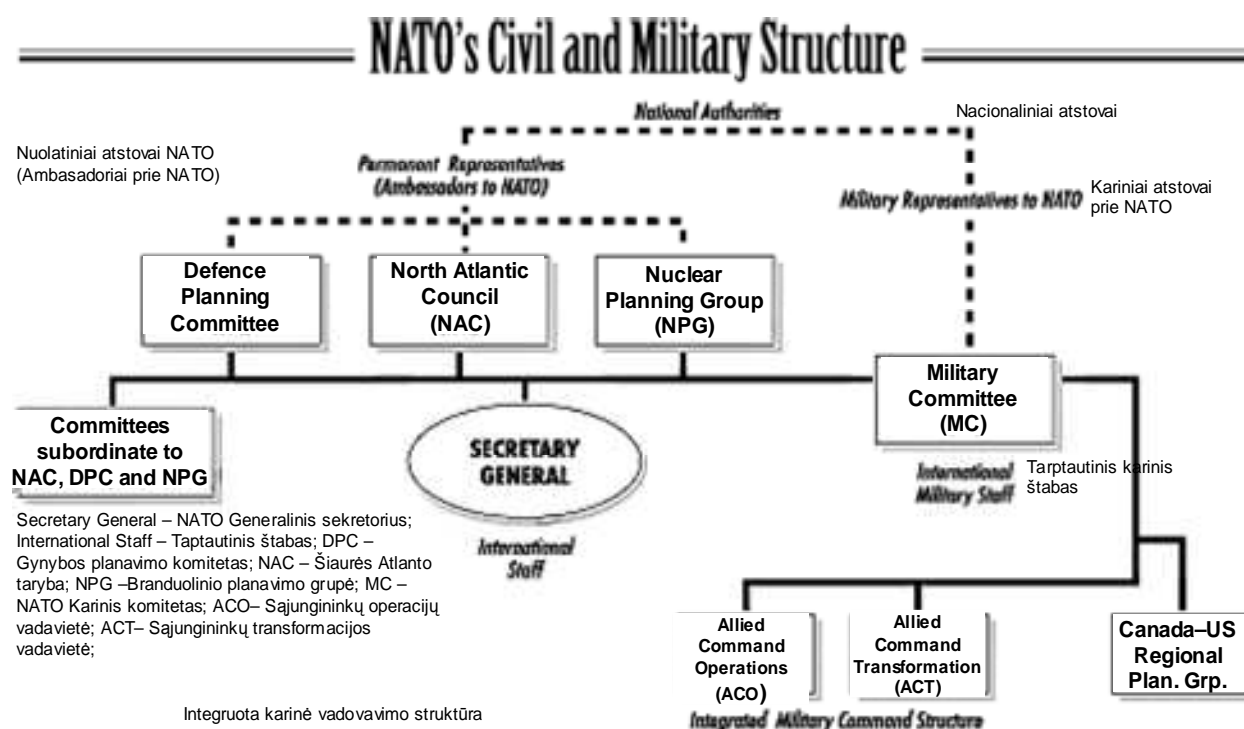 NATO's Civil and Military Structure
National Authorities
Nacionaliniai atstovai
Nuolatiniai atstovai NATO
(Ambasadoriai prie NATO)
Permanent Representatives
(Ambassadors to NATO)
Military Representatives to NATO
Kariniai atstovai
prie NATO
Defence
Planning
Committee
North Atlantic
Council
(NAC)
Nuclear
Planning Group
(NPG)
Military
Committee
(MC)
Committees
subordinate to
NAC, DPC and NPG
SECRETARY
GENERAL
International
Military Staff
Tarptautinis karinis
štabas
International
Staff
Secretary General – NATO Generalinis sekretorius;
International Staff – Taptautinis štabas; DPC –
Gynybos planavimo komitetas; NAC – Šiaurės Atlanto
taryba; NPG –Branduolinio planavimo grupė; MC –
NATO Karinis komitetas; ACO– Sąjungininkų operacijų
vadavietė; ACT– Sąjungininkų transformacijos
vadavietė;
Allied
Command
Operations
(ACO)
Allied
Command
Transformation
(ACT)
Canada–US
Regional
Plan. Grp.
Integruota karinė vadovavimo struktūra
Integrated Military Command Structure